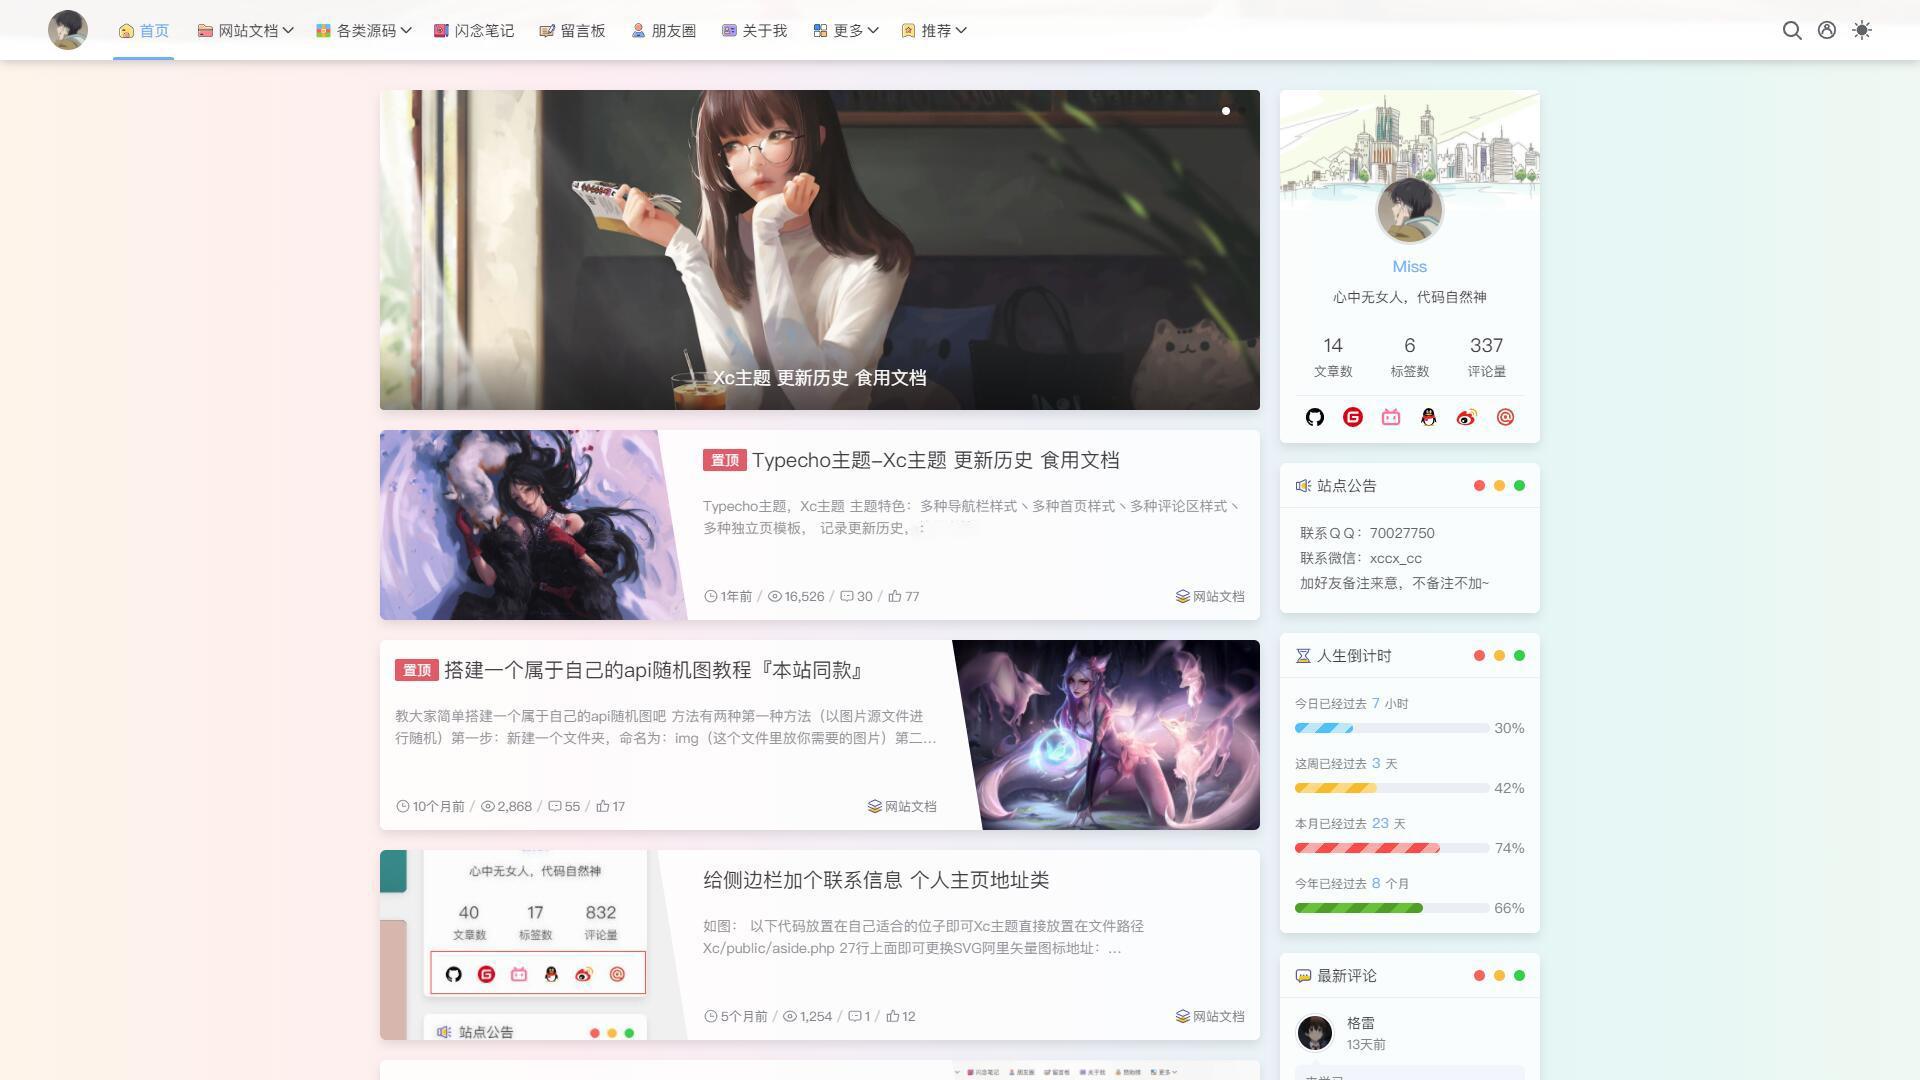 首页 网站文档 各类源码 闪念笔记 留言板 朋友圈 关于我 更多 推荐
Xc主题 更新历史 食用文档
置顶 Typecho主题-Xc主题 更新历史 食用文档
Typecho主题，Xc主题 主题特色：多种导航栏样式丶多种首页样式丶多种评论区样式丶
多种独立页模板， 记录更新历史，：
1年前 / 16,526 / 30 / 77 网站文档
置顶 搭建一个属于自己的api随机图教程『本站同款』
教大家简单搭建一个属于自己的api随机图吧 方法有两种第一种方法（以图片源文件进
行随机）第一步：新建一个文件夹，命名为：img（这个文件里放你需要的图片）第二...
10个月前 / 2,868 / 55 / 17 网站文档
心中无女人，代码自然神
40 17 832
文章数 标签数 评论量
站点公告
给侧边栏加个联系信息 个人主页地址类
如图： 以下代码放置在自己适合的位子即可Xc主题直接放置在文件路径
Xc/public/aside.php 27行上面即可更换SVG阿里矢量图标地址：...
5个月前 / 1,254 / 1 / 12 网站文档
闪念笔记 朋友圈 留言板 关于我 更多
Miss
心中无女人，代码自然神
14 6 337
文章数 标签数 评论量
站点公告
联系ＱＱ：70027750
联系微信：xccx_cc
加好友备注来意，不备注不加~
人生倒计时
今日已经过去 7 小时
30%
这周已经过去 3 天
42%
本月已经过去 23 天
74%
今年已经过去 8 个月
66%
最新评论
格雷
13天前